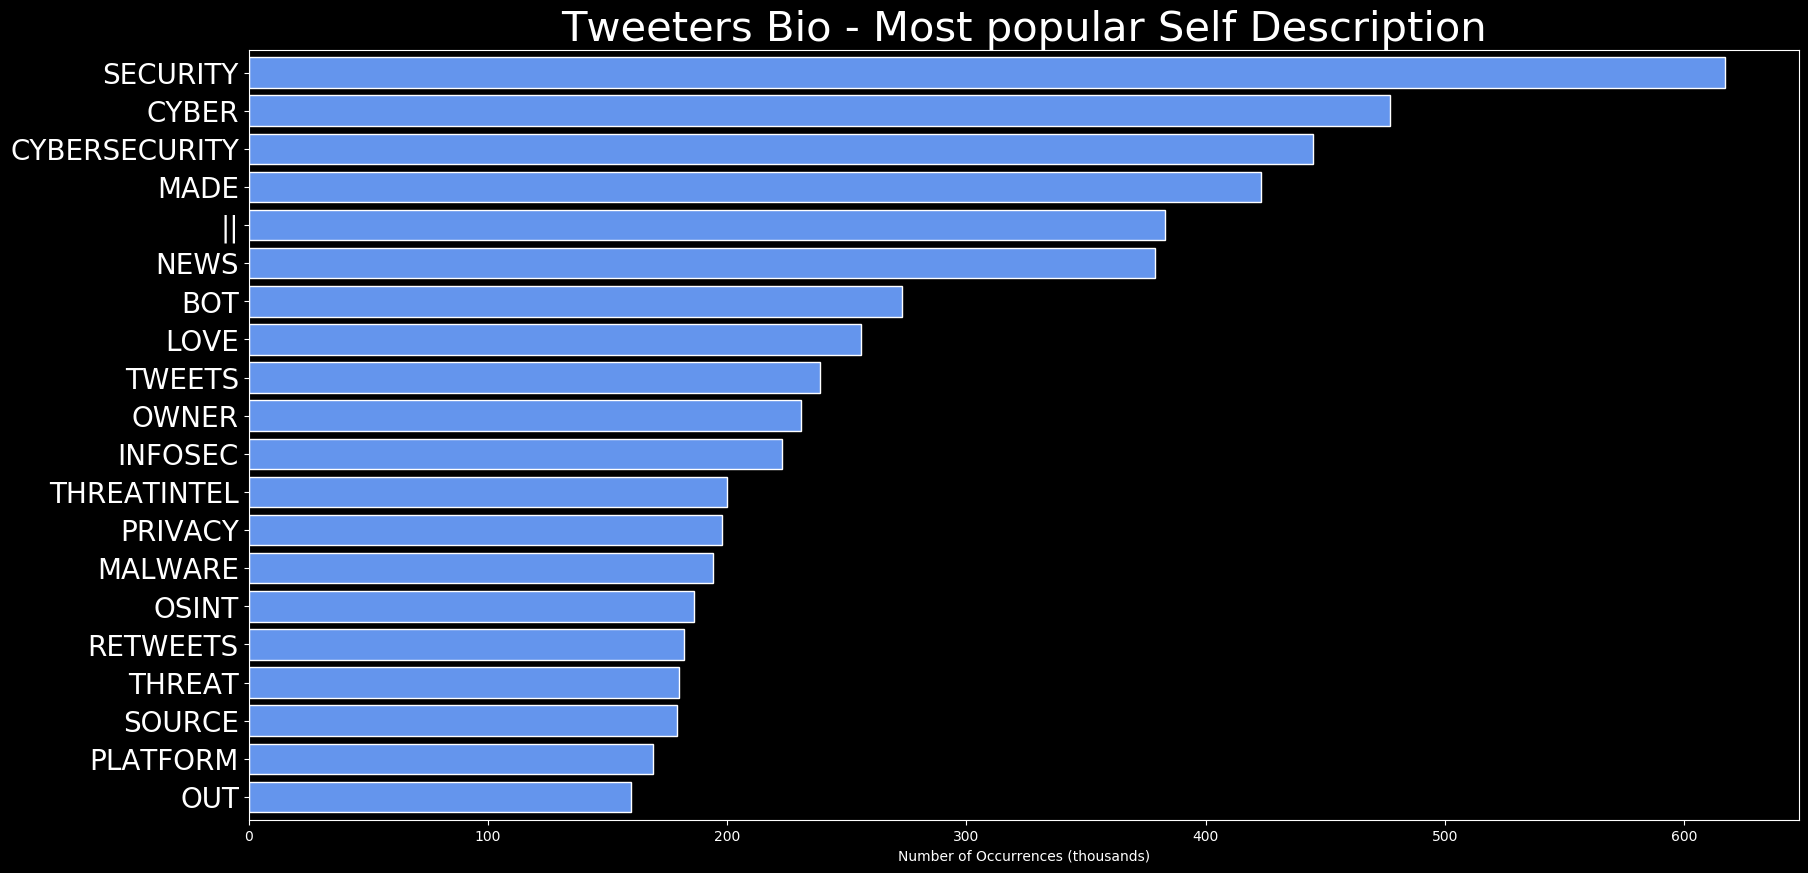 Tweeters Bio - Most popular Self Description
SECURITY
CYBER
CYBERSECURITY
MADE
||
NEWS
BOT
LOVE
TWEETS
OWNER
INFOSEC
THREATINTEL
PRIVACY
MALWARE
OSINT
RETWEETS
THREAT
SOURCE
PLATFORM
OUT
0 100 200 300 400 500 600
Number of Occurrences (thousands)